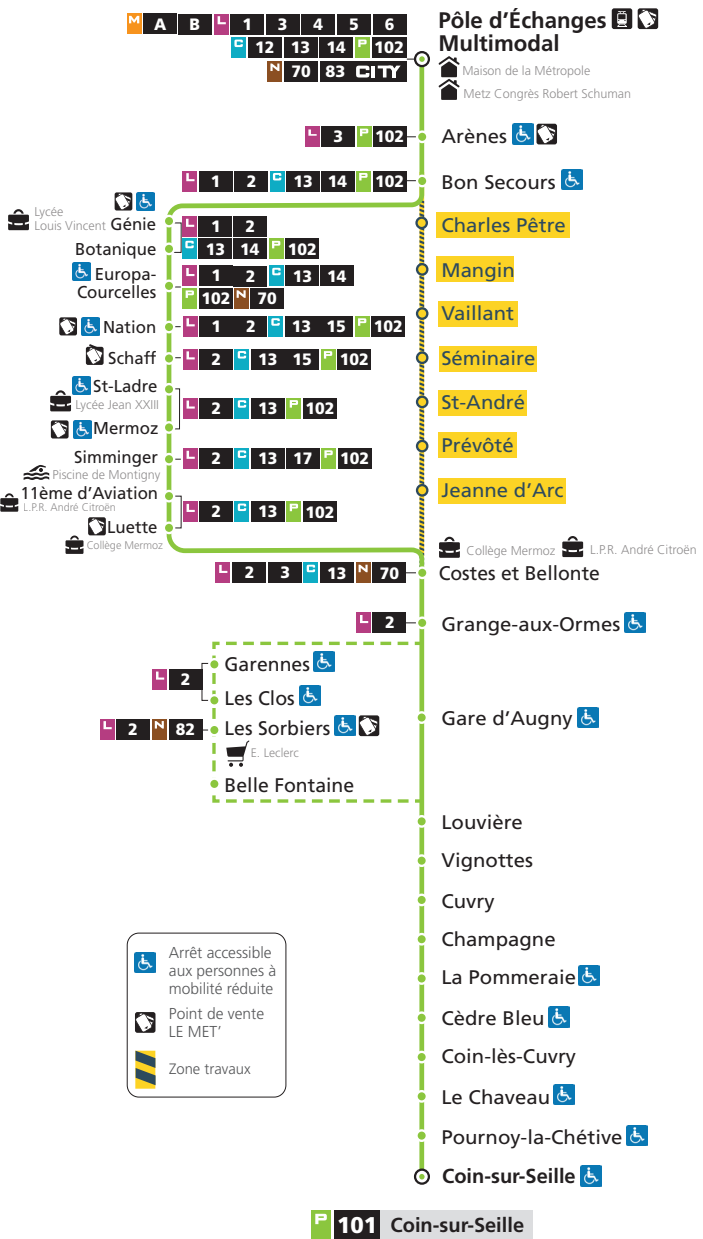 M A B L 1 3 4 5 6
C 12 13 14 P 102
N 70 83 CITY
Pôle d'Échanges
Multimodal
Maison de la Métropole
Metz Congrès Robert Schuman
L 3 P 102
Arènes
L 1 2 C 13 14 P 102
Bon Secours
Lycée
Louis Vincent
Génie
L 1 2
Botanique
C 13 14 P 102
Europa-
Courcelles
L 1 2 C 13 14
P 102 N 70
Nation
L 1 2 C 13 15 P 102
Schaff
L 2 C 13 15 P 102
St-Ladre
Lycée Jean XXIII
Mermoz
L 2 C 13 P 102
Simminger
L 2 C 13 17 P 102
Piscine de Montigny
11ème d'Aviation
L.P.R. André Citroën
Luette
Collège Mermoz
L 2 C 13 P 102
Charles Pêtre
Mangin
Vaillant
Séminaire
St-André
Prévôté
Jeanne d'Arc
Collège Mermoz L.P.R. André Citroën
L 2 3 C 13 N 70
Costes et Bellonte
L 2
Grange-aux-Ormes
L 2
Garennes
Les Clos
L 2 N 82
Les Sorbiers
E. Leclerc
Belle Fontaine
Gare d'Augny
Louvière
Vignottes
Cuvry
Champagne
La Pommeraie
Cèdre Bleu
Coin-lès-Cuvry
Le Chaveau
Pournoy-la-Chétive
Coin-sur-Seille
Arrêt accessible
aux personnes à
mobilité réduite
Point de vente
LE MET'
Zone travaux
P 101 Coin-sur-Seille